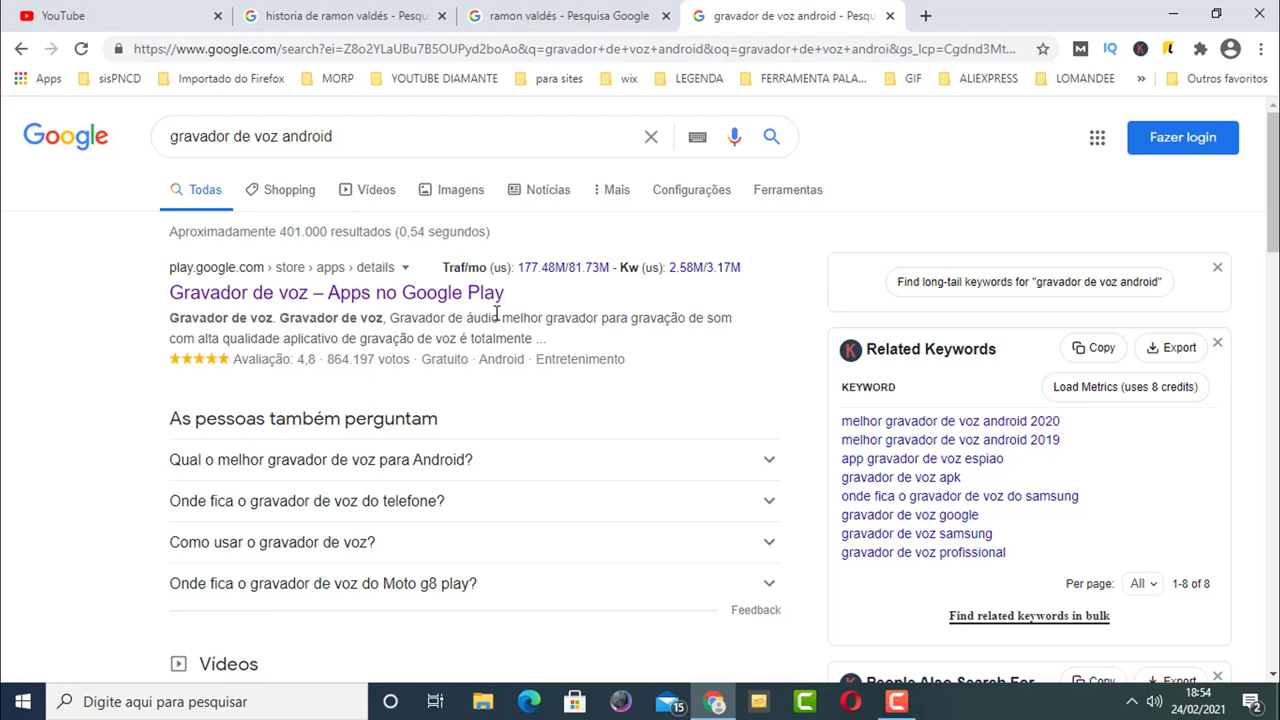 YouTube
historia de ramon valdés - Pesqu
ramon valdés - Pesquisa Google
gravador de voz android - Pesqu
https://www.google.com/search?ei=Z8o2YLaUBu7B5OUPyd2boAo&q=gravador+de+voz+android&oq=gravador+de+voz+androi&gs_lcp=Cgdnd3Mt...
Apps
sisPNCD
Importado do Firefox
MORP
YOUTUBE DIAMANTE
para sites
wix
LEGENDA
FERRAMENTA PALA...
GIF
ALIEXPRESS
LOMANDEE
»
Outros favoritos
Google
gravador de voz android
Fazer login
Todas
Shopping
Vídeos
Imagens
Notícias
Mais
Configurações
Ferramentas
Aproximadamente 401.000 resultados (0,54 segundos)
play.google.com › store › apps › details
Traf/mo (us): 177.48M/81.73M - Kw (us): 2.58M/3.17M
Gravador de voz – Apps no Google Play
Gravador de voz. Gravador de voz, Gravador de áudio melhor gravador para gravação de som
com alta qualidade aplicativo de gravação de voz é totalmente ...
Avaliação: 4,8 · 864.197 votos · Gratuito · Android · Entretenimento
As pessoas também perguntam
Qual o melhor gravador de voz para Android?
Onde fica o gravador de voz do telefone?
Como usar o gravador de voz?
Onde fica o gravador de voz do Moto g8 play?
Feedback
Vídeos
Find long-tail keywords for "gravador de voz android"
K Related Keywords
Copy
Export
KEYWORD
Load Metrics (uses 8 credits)
melhor gravador de voz android 2020
melhor gravador de voz android 2019
app gravador de voz espiao
gravador de voz apk
onde fica o gravador de voz do samsung
gravador de voz google
gravador de voz samsung
gravador de voz profissional
Per page: All 1-8 of 8
Find related keywords in bulk
People Also Search For
Copy
Export
Digite aqui para pesquisar
15
18:54
24/02/2021
2